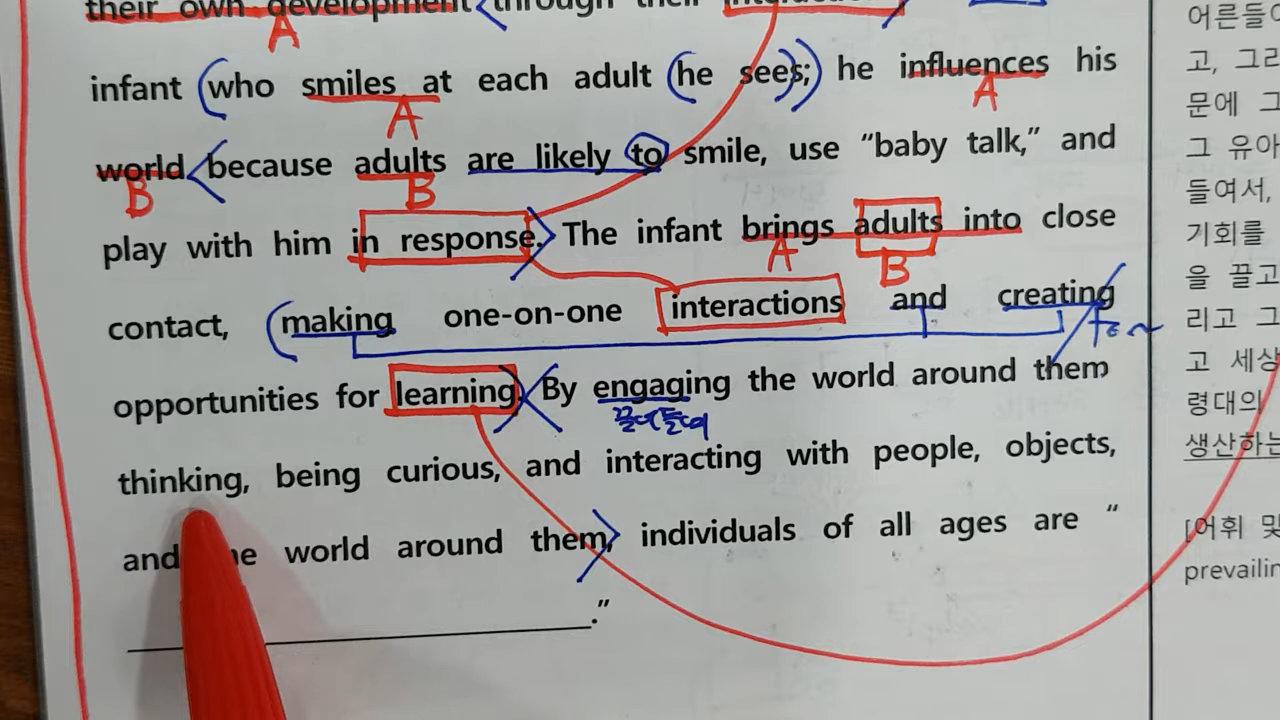 their own development through their
A
infant who smiles at each adult he sees; he influences his
A A
world because adults are likely to smile, use “baby talk,” and
B B
play with him in response. The infant brings adults into close
A B
contact, making one-on-one interactions and creating
opportunities for learning. By engaging the world around them
끌어들여
thinking, being curious, and interacting with people, objects,
and world around them, individuals of all ages are “
.”
어른들이
고, 그리
문에 그
그 유아
들여서,
기회를
을 끌고
리고 그
고 세상
령대의
생산하는
[어휘 및
prevailin